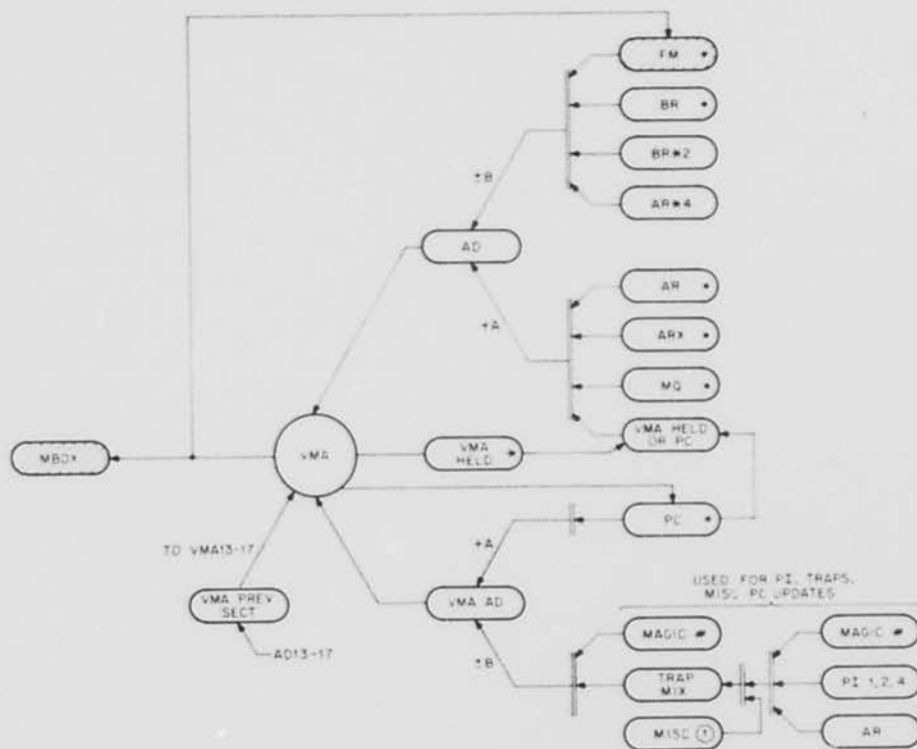 FM *
BR *
BR*2
AR*4
±B
AD
+A
AR *
ARX *
MQ *
VMA HELD
OR PC
MBOX
VMA
VMA
HELD *
PC *
TO VMA13-17
+A
USED FOR PI, TRAPS,
MISC PC UPDATES
VMA PREV
SECT
VMA AD
MAGIC #
MAGIC #
AD13-17
±B
TRAP
MIX
PI 1,2,4
MISC 1
AR